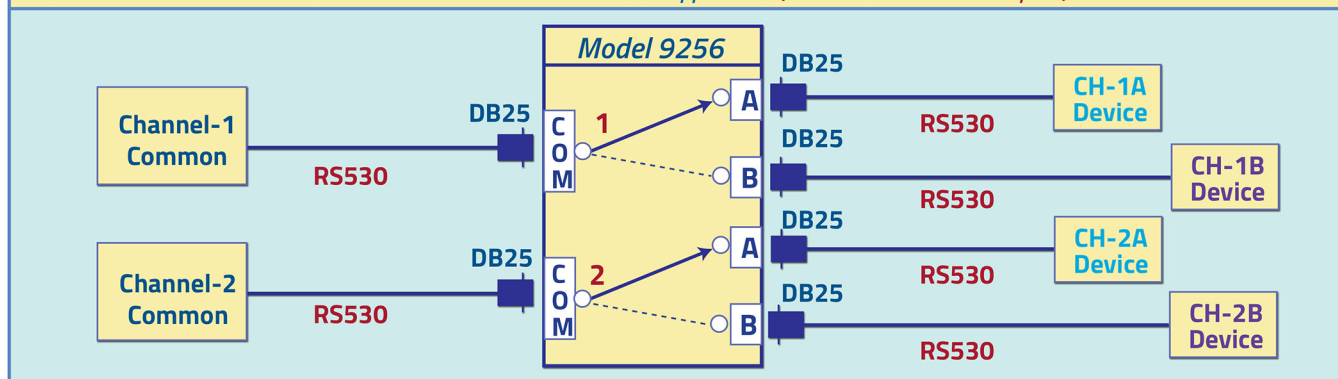 Model 9256
Channel-1
Common
RS530
DB25
C
O
M
1
A
B
DB25
RS530
CH-1A
Device
DB25
RS530
CH-1B
Device
Channel-2
Common
RS530
DB25
C
O
M
2
A
B
DB25
RS530
CH-2A
Device
DB25
RS530
CH-2B
Device